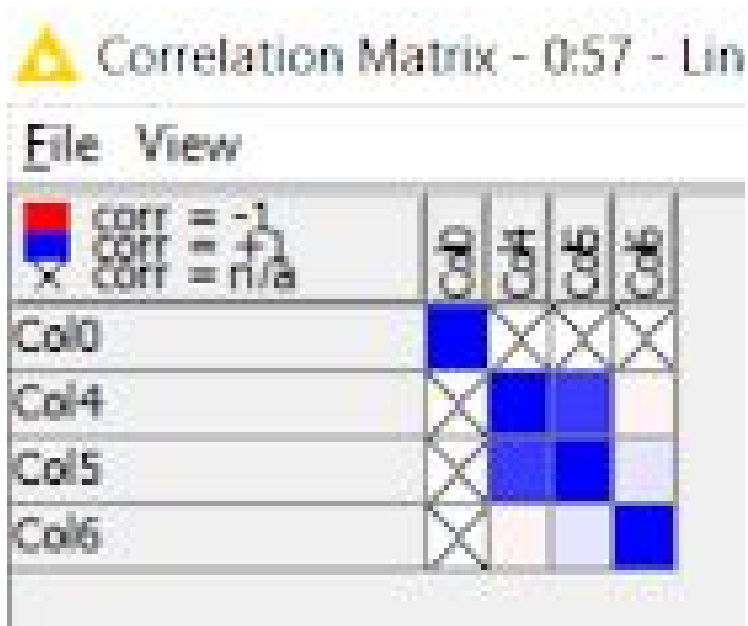 Correlation Matrix - 0:57 - Lin
File View
corr = -1
corr = +1
corr = n/a
Col0 Col4 Col5 Col6
Col0
Col4
Col5
Col6